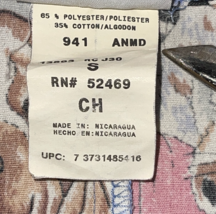 65 % POLYESTER/POLIESTER
35% COTTON/ALGODON
941 ANMD
S
RN# 52469
CH
MADE IN: NICARAGUA
HECHO EN: NICARAGUA
UPC: 7 3731485416